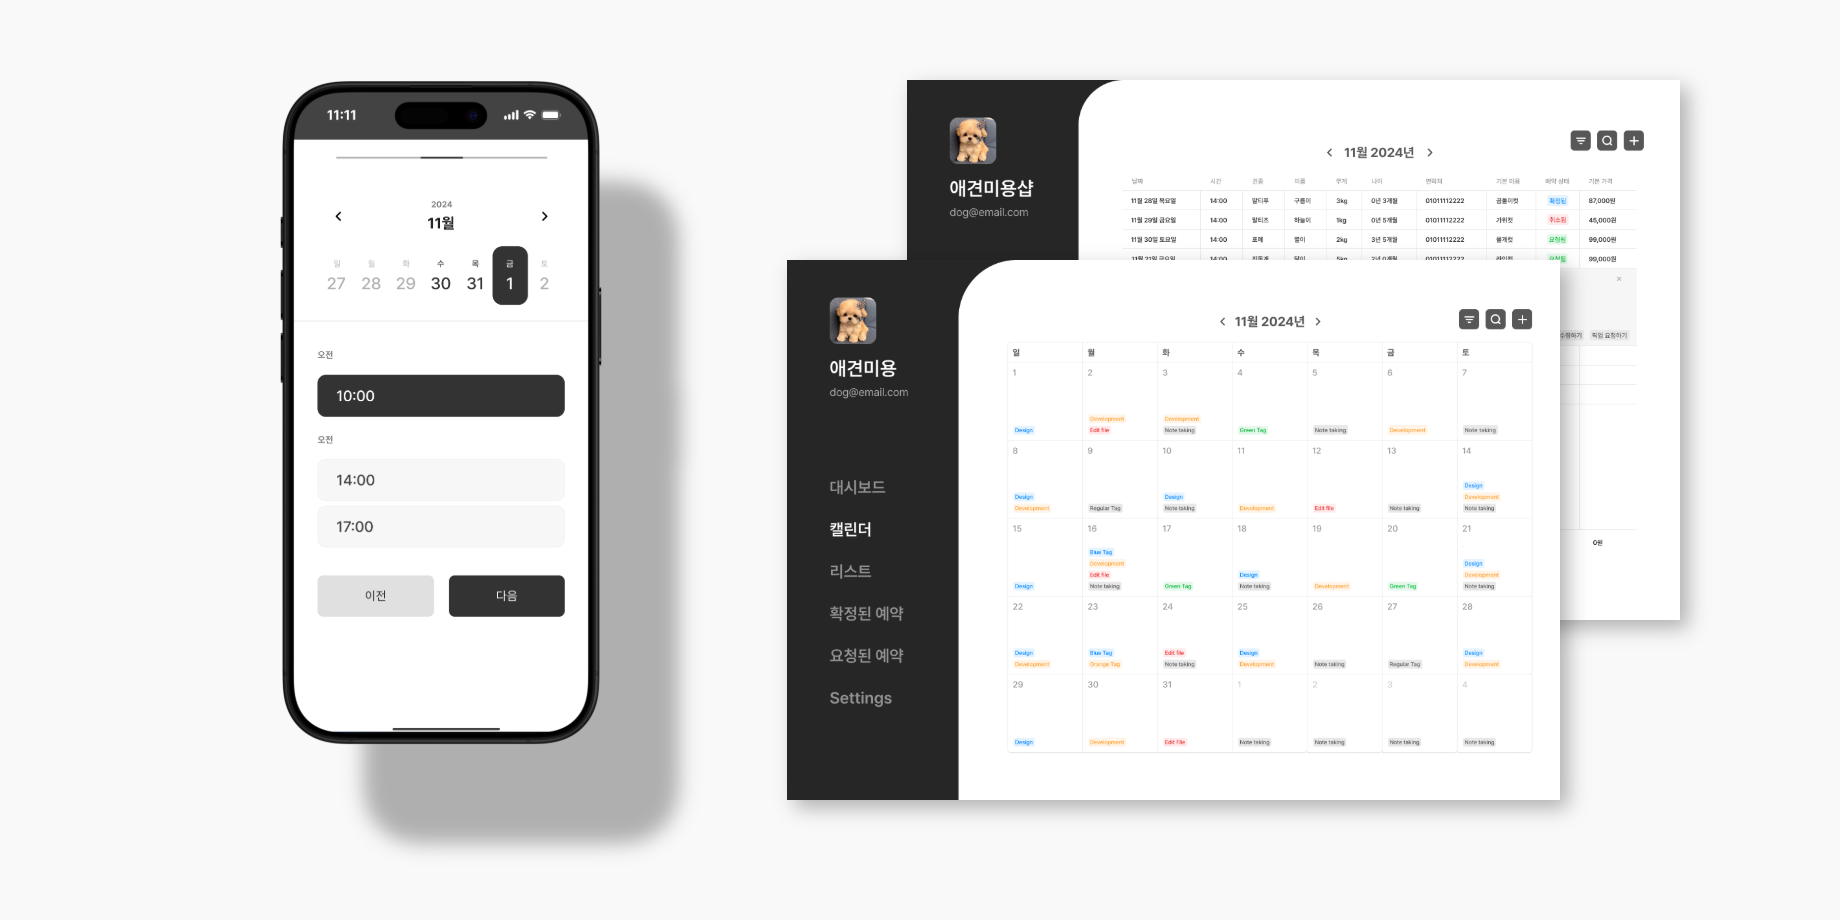 11:11
2024
11월
일 월 화 수 목 금 토
27 28 29 30 31 1 2
오전
10:00
오전
14:00
17:00
이전 다음
애견미용샵
dog@email.com
11월 2024년
날짜 시간 견종 이름 무게 나이 연락처 기본 미용 예약 상태 기본 가격
11월 28일 목요일 14:00 말티푸 구름이 3kg 0년 3개월 01011112222 곰돌이컷 확정됨 87,000원
11월 29일 금요일 14:00 말티즈 하늘이 1kg 0년 5개월 01011112222 가위컷 취소됨 45,000원
11월 30일 토요일 14:00 포메 별이 2kg 3년 5개월 01011112222 물개컷 요청됨 99,000원
99,000원
픽업 요청하기
0원
애견미용
dog@email.com
대시보드
캘린더
리스트
확정된 예약
요청된 예약
Settings
11월 2024년
일 월 화 수 목 금 토
1 2 3 4 5 6 7
Development Development
Design Edit file Note taking Green Tag Note taking Development Note taking
8 9 10 11 12 13 14
Design
Design Design Development
Development Regular Tag Note taking Development Edit file Note taking Note taking
15 16 17 18 19 20 21
Blue Tag
Development Design
Edit file Design Development
Design Note taking Green Tag Note taking Development Green Tag Note taking
22 23 24 25 26 27 28
Design Blue Tag Edit file Design Design
Development Orange Tag Note taking Development Note taking Regular Tag Development
29 30 31 1 2 3 4
Design Development Edit File Note taking Note taking Note taking Note taking